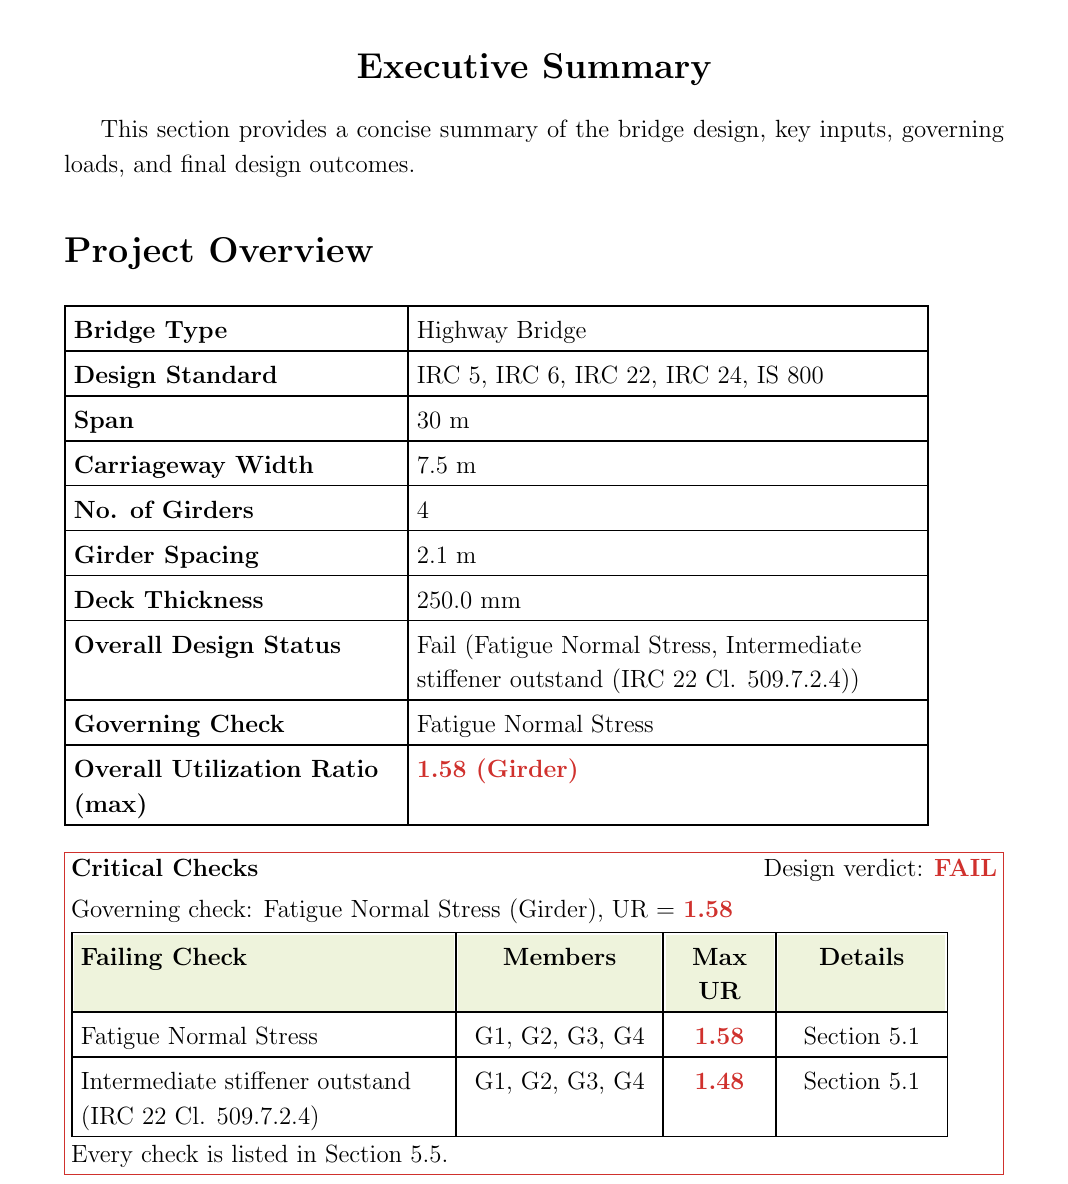 Executive Summary
This section provides a concise summary of the bridge design, key inputs, governing
loads, and final design outcomes.
Project Overview
Bridge Type Highway Bridge
Design Standard IRC 5, IRC 6, IRC 22, IRC 24, IS 800
Span 30 m
Carriageway Width 7.5 m
No. of Girders 4
Girder Spacing 2.1 m
Deck Thickness 250.0 mm
Overall Design Status Fail (Fatigue Normal Stress, Intermediate
stiffener outstand (IRC 22 Cl. 509.7.2.4))
Governing Check Fatigue Normal Stress
Overall Utilization Ratio 1.58 (Girder)
(max)
Critical Checks Design verdict: FAIL
Governing check: Fatigue Normal Stress (Girder), UR = 1.58
Failing Check Members Max Details
UR
Fatigue Normal Stress G1, G2, G3, G4 1.58 Section 5.1
Intermediate stiffener outstand G1, G2, G3, G4 1.48 Section 5.1
(IRC 22 Cl. 509.7.2.4)
Every check is listed in Section 5.5.